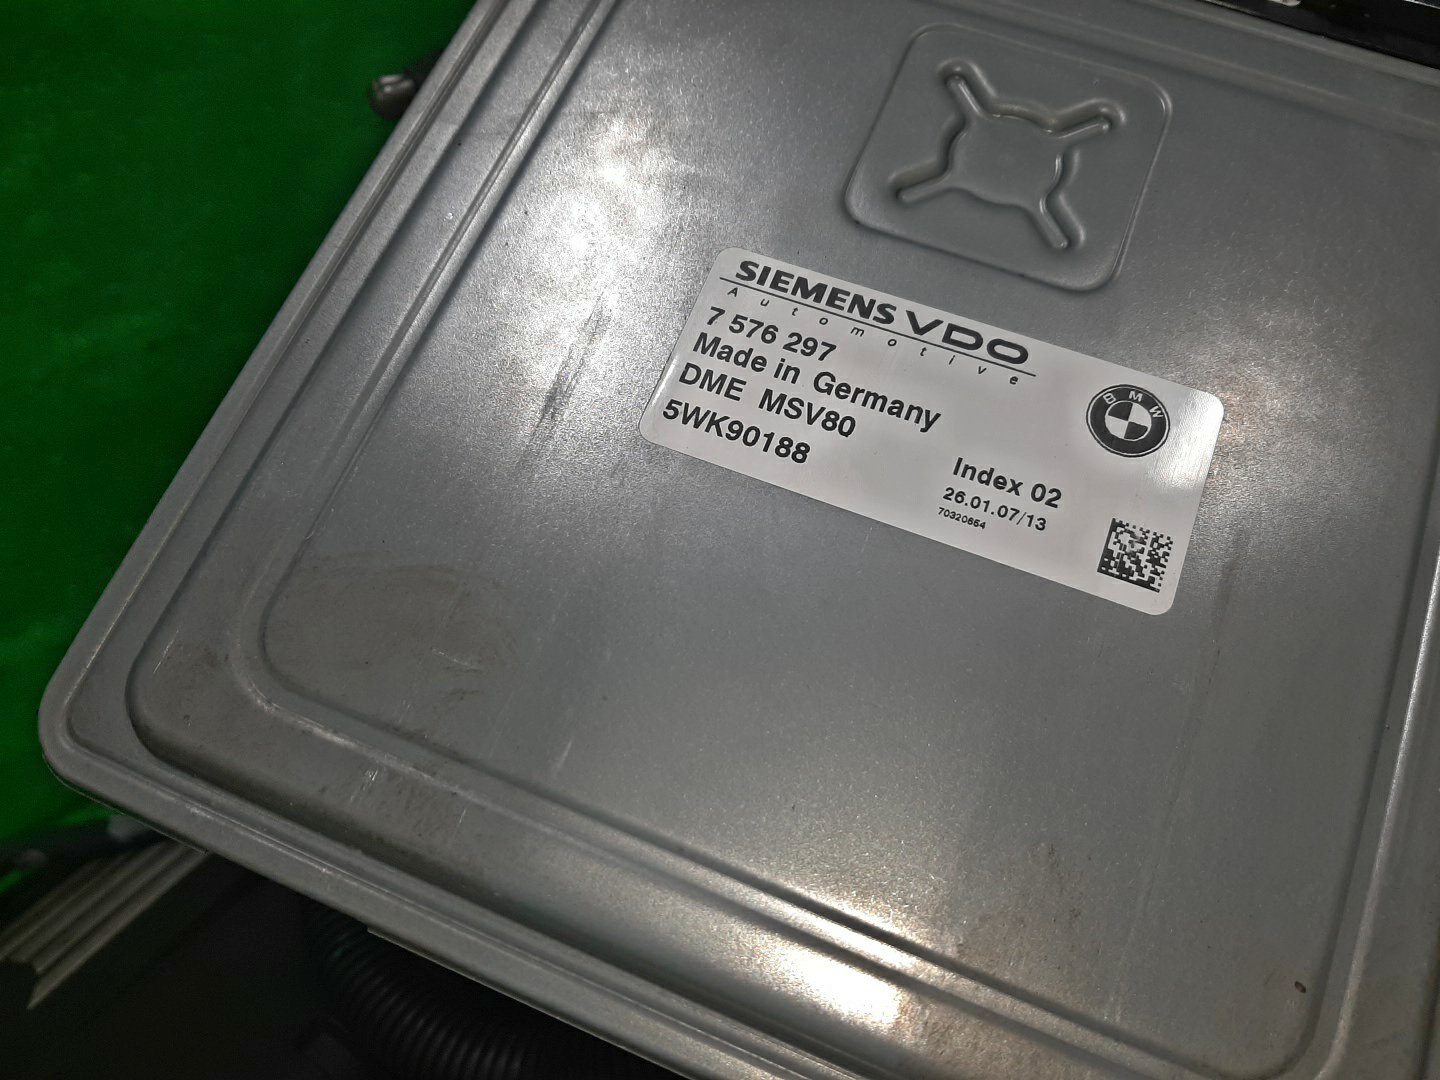 SIEMENS VDO
Automotive
7 576 297
Made in Germany
DME MSV80
5WK90188
BMW
Index 02
26.01.07/13
70320654